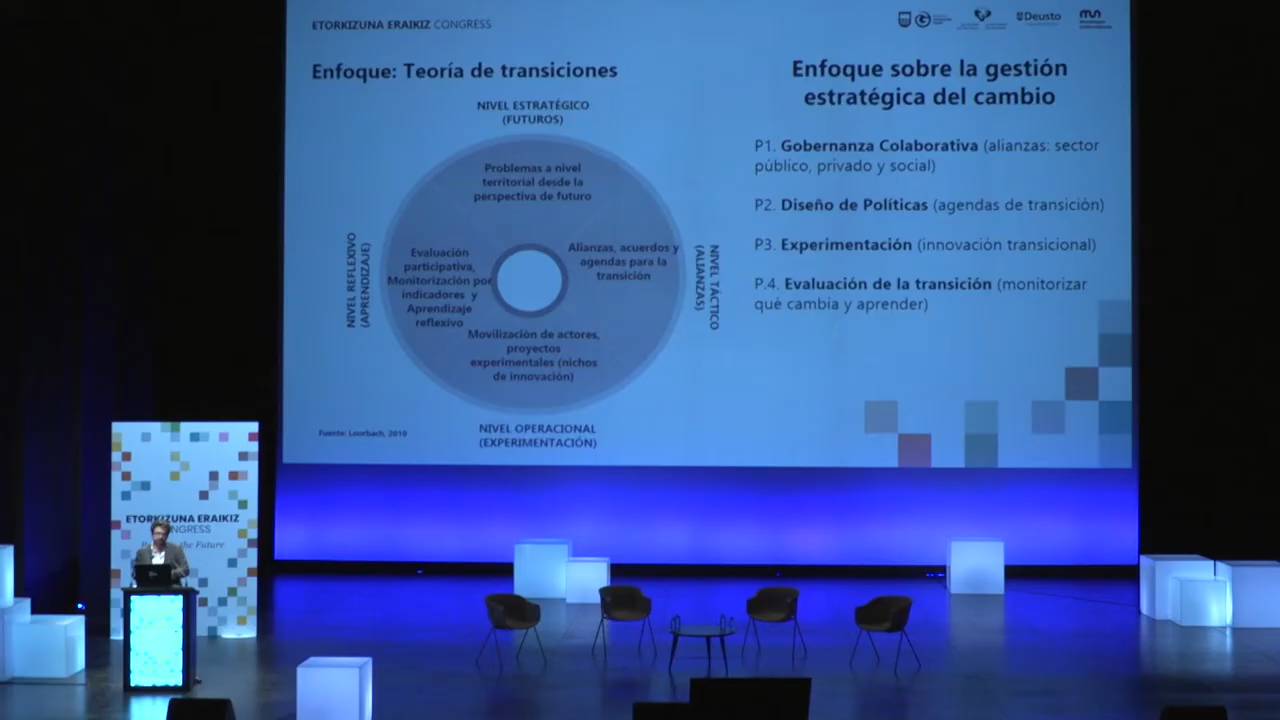 ETORKIZUNA ERAIKIZ CONGRESS
Deusto
Enfoque: Teoría de transiciones
NIVEL ESTRATÉGICO
(FUTUROS)
Problemas a nivel
territorial desde la
perspectiva de futuro
Alianzas, acuerdos y
agendas para la
transición
NIVEL TÁCTICO
(ALIANZAS)
Evaluación
participativa,
Monitorización por
indicadores y
Aprendizaje
reflexivo
NIVEL REFLEXIVO
(APRENDIZAJE)
Movilización de actores,
proyectos
experimentales (nichos
de innovación)
NIVEL OPERACIONAL
(EXPERIMENTACIÓN)
Fuente: Loorbach, 2010
Enfoque sobre la gestión
estratégica del cambio
P1. Gobernanza Colaborativa (alianzas: sector
público, privado y social)
P2. Diseño de Políticas (agendas de transición)
P3. Experimentación (innovación transicional)
P.4. Evaluación de la transición (monitorizar
qué cambia y aprender)
ETORKIZUNA ERAIKIZ
the Future